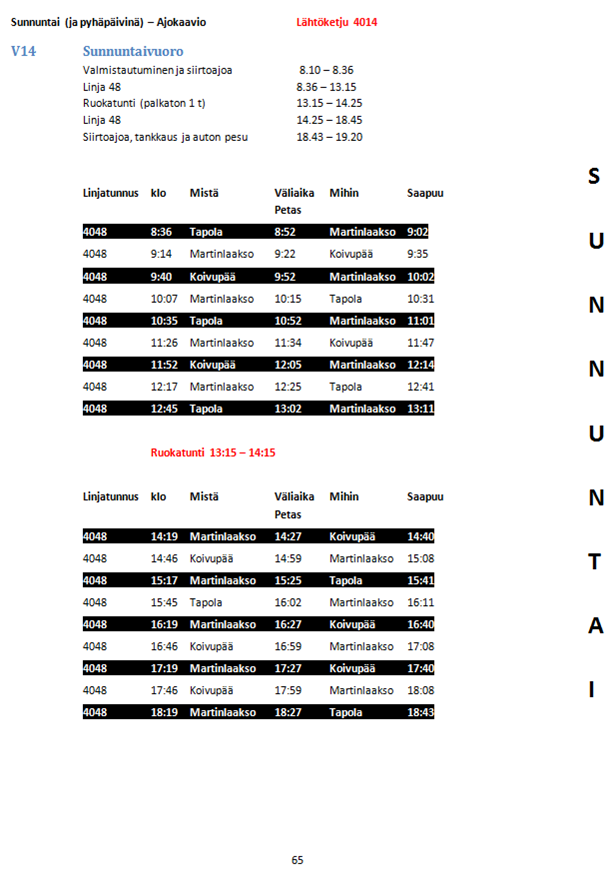 Sunnuntai (ja pyhäpäivinä) – Ajokaavio Lähtöketju 4014
V14 Sunnuntaivuoro
Valmistautuminen ja siirtoajoa 8.10 – 8.36
Linja 48 8.36 – 13.15
Ruokatunti (palkaton 1 t) 13.15 – 14.25
Linja 48 14.25 – 18.45
Siirtoajoa, tankkaus ja auton pesu 18.43 – 19.20
Linjatunnus klo Mistä Väliaika Mihin Saapuu
Petas
4048 8:36 Tapola 8:52 Martinlaakso 9:02
4048 9:14 Martinlaakso 9:22 Koivupää 9:35
4048 9:40 Koivupää 9:52 Martinlaakso 10:02
4048 10:07 Martinlaakso 10:15 Tapola 10:31
4048 10:35 Tapola 10:52 Martinlaakso 11:01
4048 11:26 Martinlaakso 11:34 Koivupää 11:47
4048 11:52 Koivupää 12:05 Martinlaakso 12:14
4048 12:17 Martinlaakso 12:25 Tapola 12:41
4048 12:45 Tapola 13:02 Martinlaakso 13:11
Ruokatunti 13:15 – 14:15
Linjatunnus klo Mistä Väliaika Mihin Saapuu
Petas
4048 14:19 Martinlaakso 14:27 Koivupää 14:40
4048 14:46 Koivupää 14:59 Martinlaakso 15:08
4048 15:17 Martinlaakso 15:25 Tapola 15:41
4048 15:45 Tapola 16:02 Martinlaakso 16:11
4048 16:19 Martinlaakso 16:27 Koivupää 16:40
4048 16:46 Koivupää 16:59 Martinlaakso 17:08
4048 17:19 Martinlaakso 17:27 Koivupää 17:40
4048 17:46 Koivupää 17:59 Martinlaakso 18:08
4048 18:19 Martinlaakso 18:27 Tapola 18:43
S
U
N
N
U
N
T
A
I
65